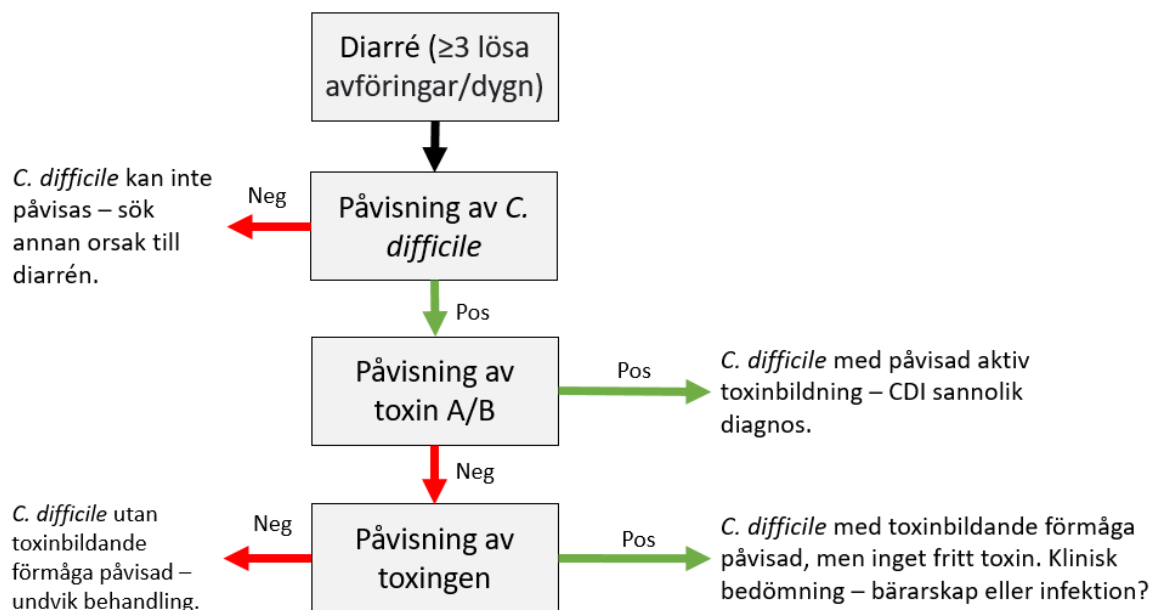 Diarré (≥3 lösa
avföringar/dygn)
C. difficile kan inte
påvisas – sök
annan orsak till
diarrén.
Neg
Påvisning av C.
difficile
Pos
Påvisning av
toxin A/B
Pos
C. difficile med påvisad aktiv
toxinbildning – CDI sannolik
diagnos.
Neg
C. difficile utan
toxinbildande
förmåga påvisad –
undvik behandling.
Neg
Påvisning av
toxingen
Pos
C. difficile med toxinbildande förmåga
påvisad, men inget fritt toxin. Klinisk
bedömning – bärarskap eller infektion?